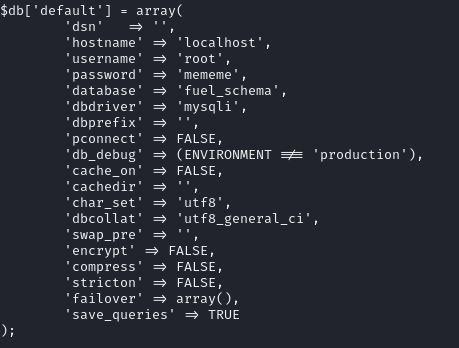 $db['default'] = array(
        'dsn'   => '',
        'hostname' => 'localhost',
        'username' => 'root',
        'password' => 'mememe',
        'database' => 'fuel_schema',
        'dbdriver' => 'mysqli',
        'dbprefix' => '',
        'pconnect' => FALSE,
        'db_debug' => (ENVIRONMENT !== 'production'),
        'cache_on' => FALSE,
        'cachedir' => '',
        'char_set' => 'utf8',
        'dbcollat' => 'utf8_general_ci',
        'swap_pre' => '',
        'encrypt' => FALSE,
        'compress' => FALSE,
        'stricton' => FALSE,
        'failover' => array(),
        'save_queries' => TRUE
);